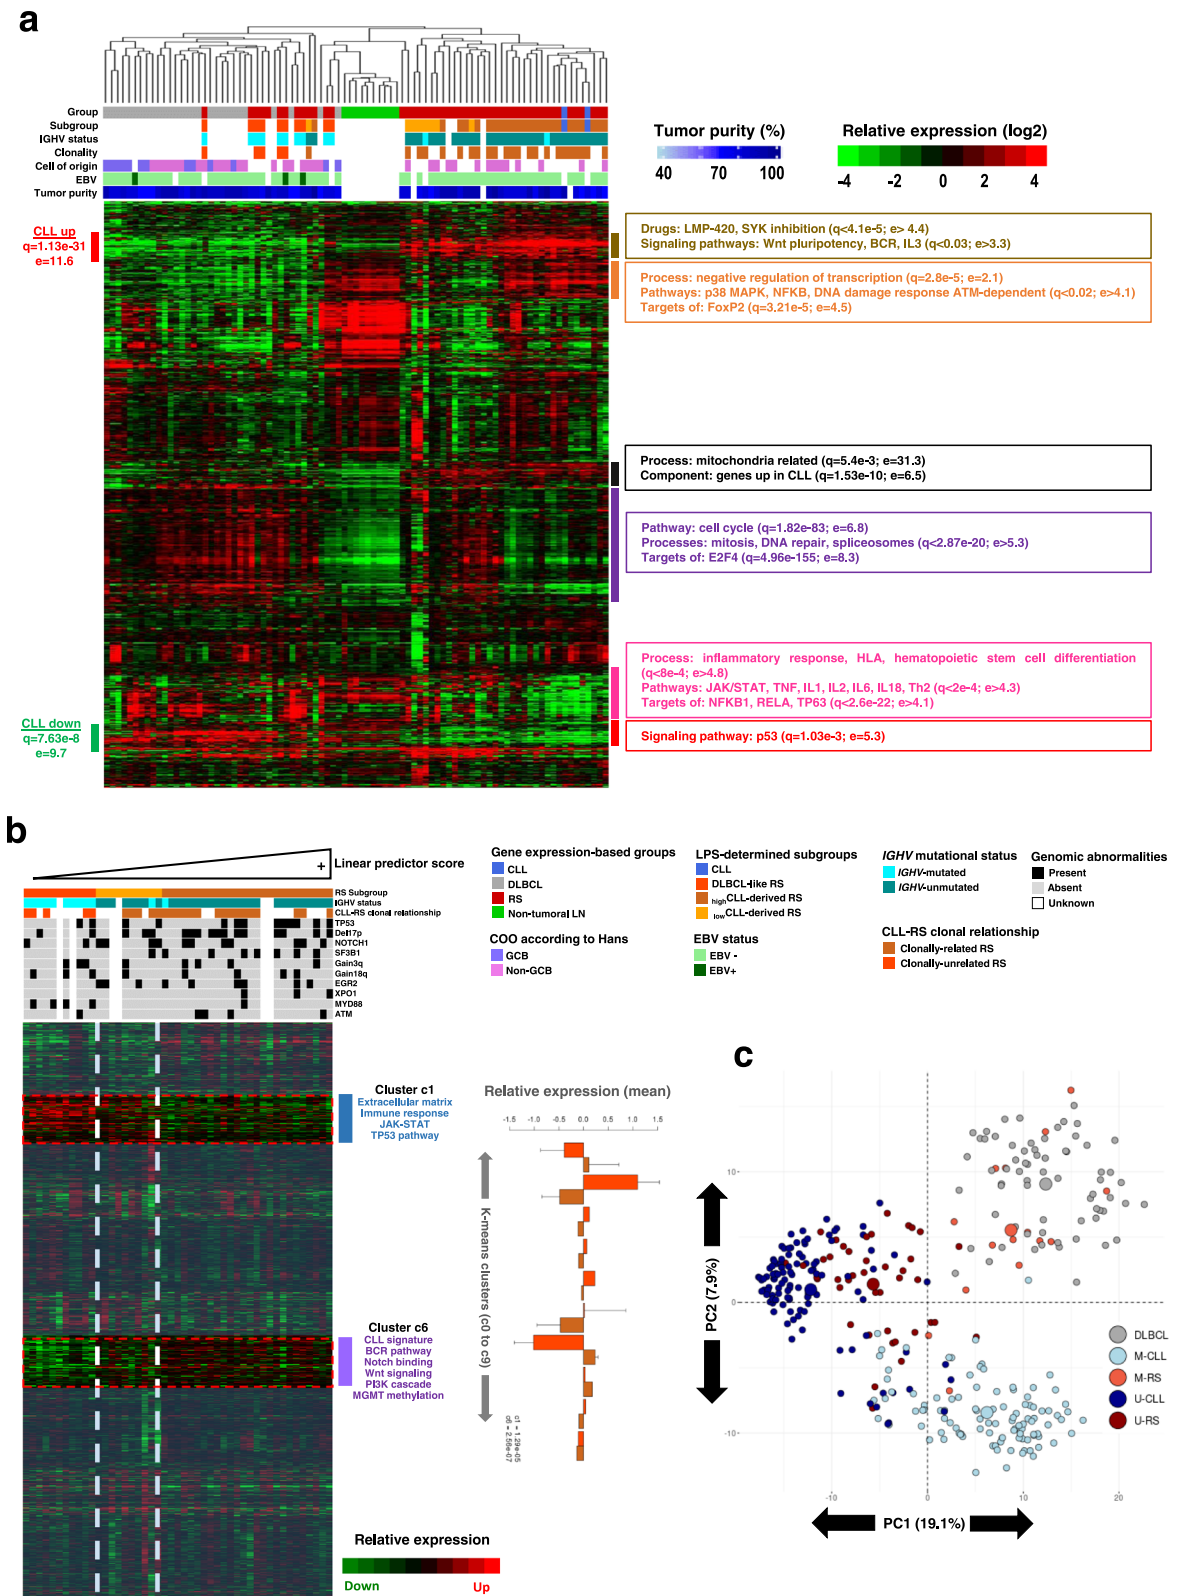 a
Group
Subgroup
IGHV status
Clonality
Cell of origin
EBV
Tumor purity
Tumor purity (%)
40 70 100
Relative expression (log2)
-4 -2 0 2 4
CLL up
q=1.13e-31
e=11.6
CLL down
q=7.63e-8
e=9.7
Drugs: LMP-420, SYK inhibition (q<4.1e-5; e> 4.4)
Signaling pathways: Wnt pluripotency, BCR, IL3 (q<0.03; e>3.3)
Process: negative regulation of transcription (q=2.8e-5; e=2.1)
Pathways: p38 MAPK, NFKB, DNA damage response ATM-dependent (q<0.02; e>4.1)
Targets of: FoxP2 (q=3.21e-5; e=4.5)
Process: mitochondria related (q=5.4e-3; e=31.3)
Component: genes up in CLL (q=1.53e-10; e=6.5)
Pathway: cell cycle (q=1.82e-83; e=6.8)
Processes: mitosis, DNA repair, spliceosomes (q<2.87e-20; e>5.3)
Targets of: E2F4 (q=4.96e-155; e=8.3)
Process: inflammatory response, HLA, hematopoietic stem cell differentiation
(q<8e-4; e>4.8)
Pathways: JAK/STAT, TNF, IL1, IL2, IL6, IL18, Th2 (q<2e-4; e>4.3)
Targets of: NFKB1, RELA, TP63 (q<2.6e-22; e>4.1)
Signaling pathway: p53 (q=1.03e-3; e=5.3)
b
+
Linear predictor score
RS Subgroup
IGHV status
CLL-RS clonal relationship
TP53
Del17p
NOTCH1
SF3B1
Gain3q
Gain18q
EGR2
XPO1
MYD88
ATM
Gene expression-based groups
CLL
DLBCL
RS
Non-tumoral LN
COO according to Hans
GCB
Non-GCB
LPS-determined subgroups
CLL
DLBCL-like RS
highCLL-derived RS
lowCLL-derived RS
EBV status
EBV -
EBV+
IGHV mutational status
IGHV-mutated
IGHV-unmutated
CLL-RS clonal relationship
Clonally-related RS
Clonally-unrelated RS
Genomic abnormalities
Present
Absent
Unknown
Cluster c1
Extracellular matrix
Immune response
JAK-STAT
TP53 pathway
Cluster c6
CLL signature
BCR pathway
Notch binding
Wnt signaling
PI3K cascade
MGMT methylation
Relative expression (mean)
-1.5 -1.0 -0.5 0.0 0.5 1.0 1.5
K-means clusters (c0 to c9)
c1 = 1.29e-05
c6 = 2.56e-07
Relative expression
Down Up
c
10
0
-10
PC2 (7.9%)
-10 0 10 20
PC1 (19.1%)
DLBCL
M-CLL
M-RS
U-CLL
U-RS